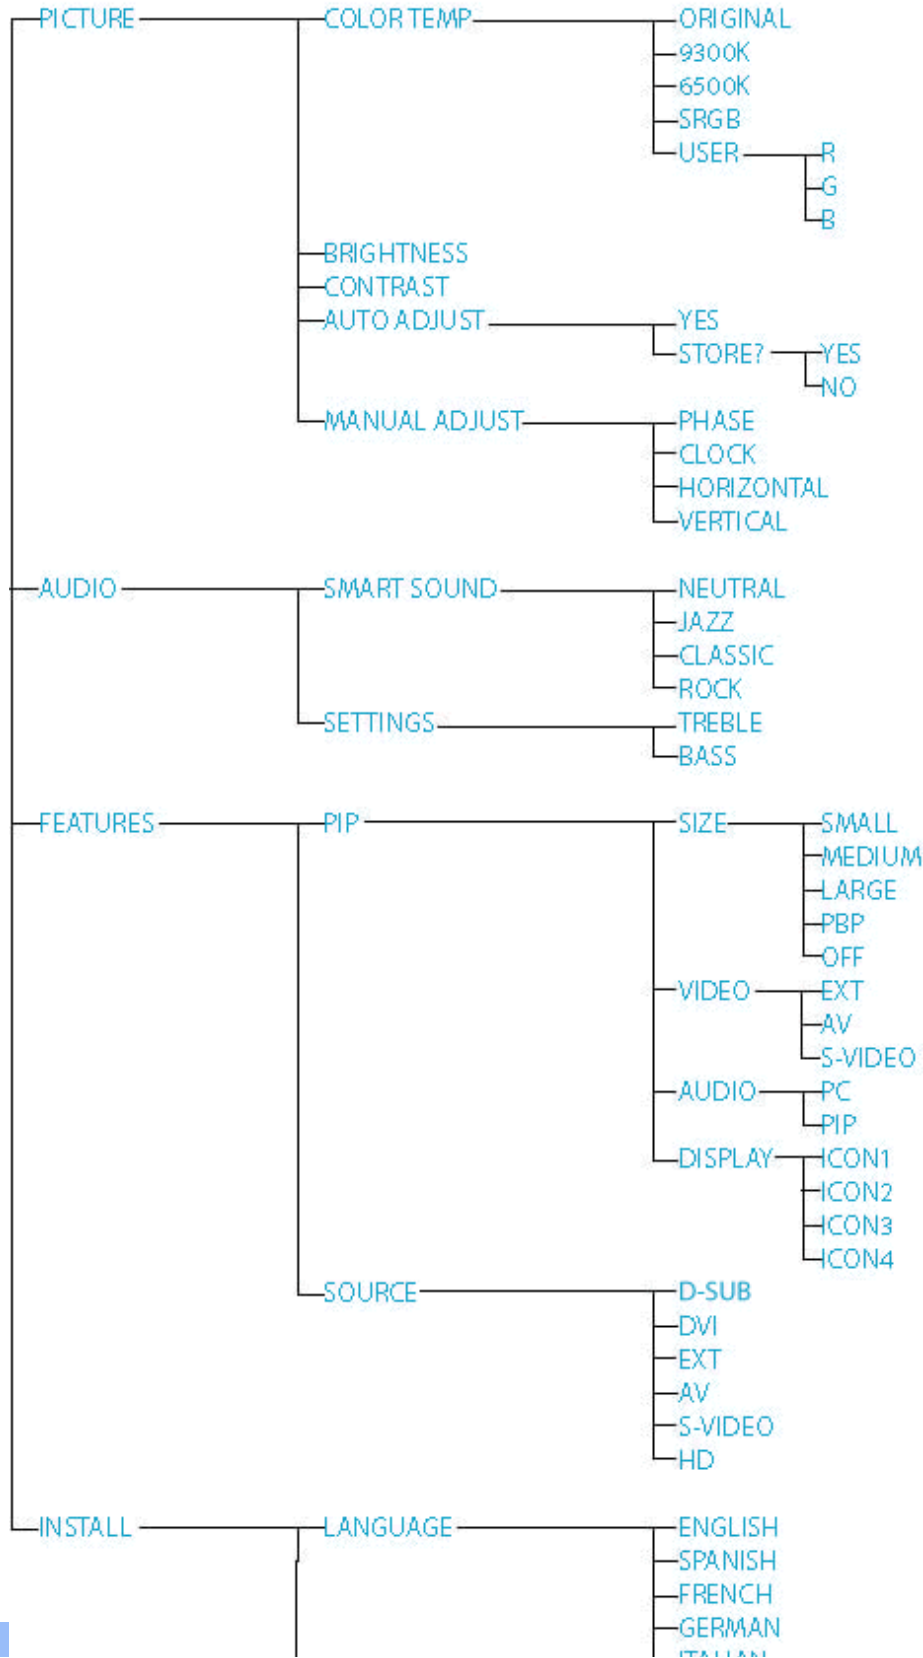 PICTURE COLOR TEMP ORIGINAL
9300K
6500K
SRGB
USER R
G
B
BRIGHTNESS
CONTRAST
AUTO ADJUST YES
STORE? YES
NO
MANUAL ADJUST PHASE
CLOCK
HORIZONTAL
VERTICAL
AUDIO SMART SOUND NEUTRAL
JAZZ
CLASSIC
ROCK
SETTINGS TREBLE
BASS
FEATURES PIP SIZE SMALL
MEDIUM
LARGE
PBP
OFF
VIDEO EXT
AV
S-VIDEO
AUDIO PC
PIP
DISPLAY ICON1
ICON2
ICON3
ICON4
SOURCE D-SUB
DVI
EXT
AV
S-VIDEO
HD
INSTALL LANGUAGE ENGLISH
SPANISH
FRENCH
GERMAN
ITALIAN